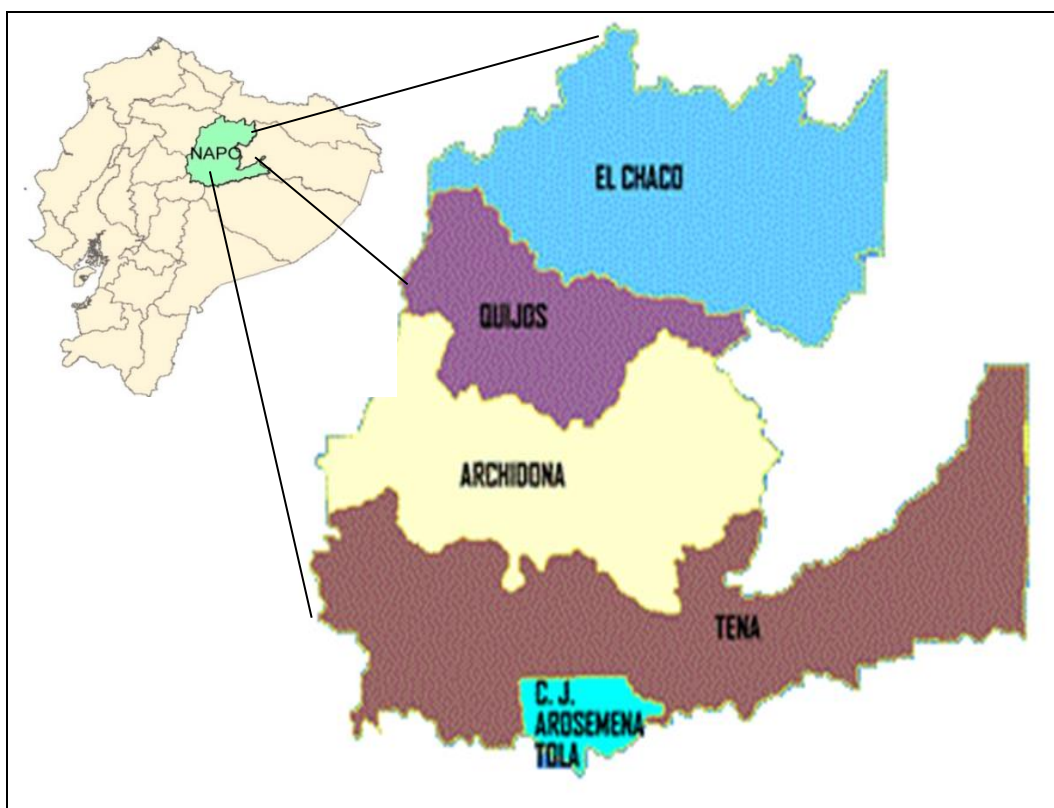 NAPO
EL CHACO
QUIJOS
ARCHIDONA
TENA
C. J.
AROSEMENA
TOLA